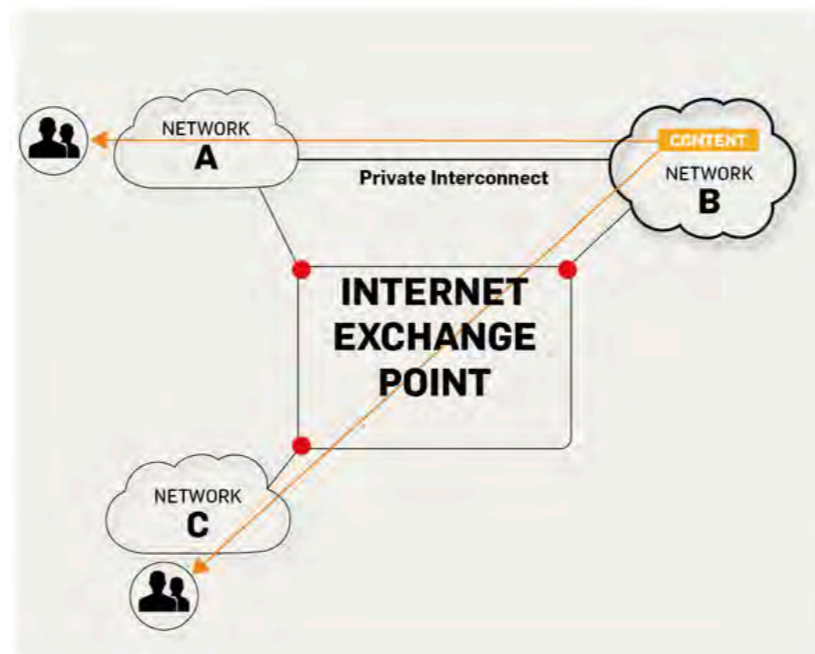 NETWORK
A
CONTENT
NETWORK
B
Private Interconnect
INTERNET
EXCHANGE
POINT
NETWORK
C